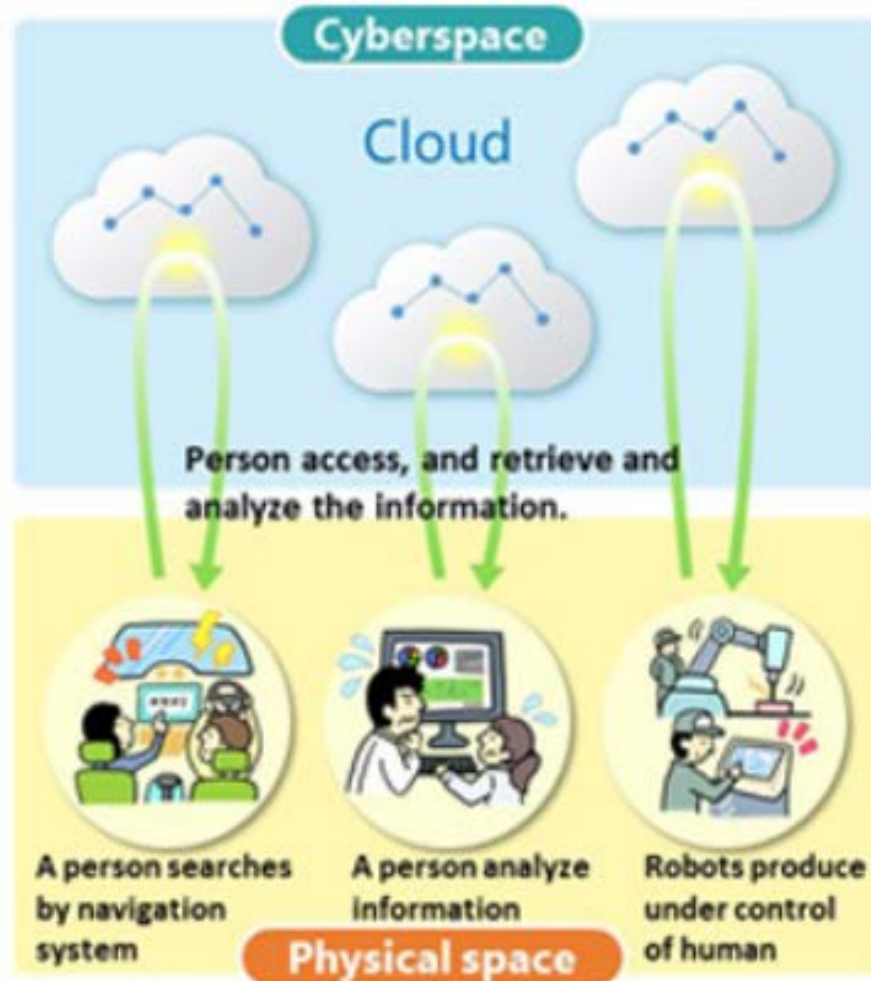 Cyberspace
Cloud
Person access, and retrieve and
analyze the information.
A person searches
by navigation
system
A person analyze
information
Robots produce
under control
of human
Physical space